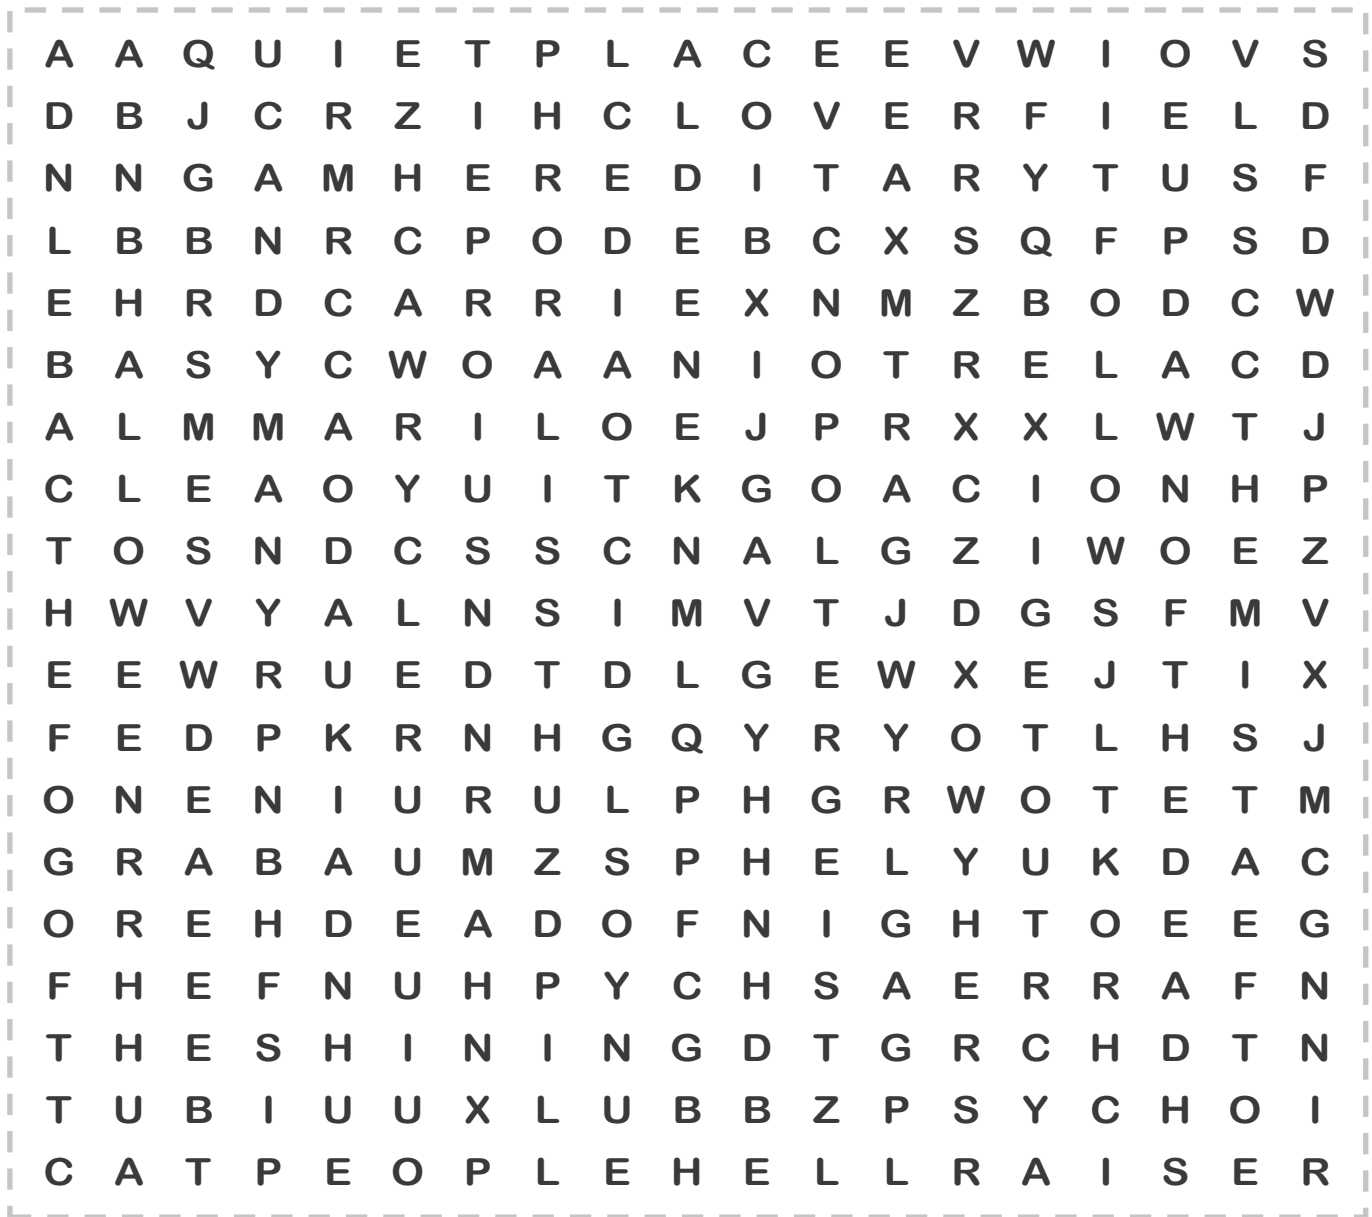 A A Q U I E T P L A C E E V W I O V S
D B J C R Z I H C L O V E R F I E L D
N N G A M H E R E D I T A R Y T U S F
L B B N R C P O D E B C X S Q F P S D
E H R D C A R R I E X N M Z B O D C W
B A S Y C W O A A N I O T R E L A C D
A L M M A R I L O E J P R X X L W T J
C L E A O Y U I T K G O A C I O N H P
T O S N D C S S C N A L G Z I W O E Z
H W V Y A L N S I M V T J D G S F M V
E E W R U E D T D L G E W X E J T I X
F E D P K R N H G Q Y R Y O T L H S J
O N E N I U R U L P H G R W O T E T M
G R A B A U M Z S P H E L Y U K D A C
O R E H D E A D O F N I G H T O E E G
F H E F N U H P Y C H S A E R R A F N
T H E S H I N I N G D T G R C H D T N
T U B I U U X L U B B Z P S Y C H O I
C A T P E O P L E H E L L R A I S E R